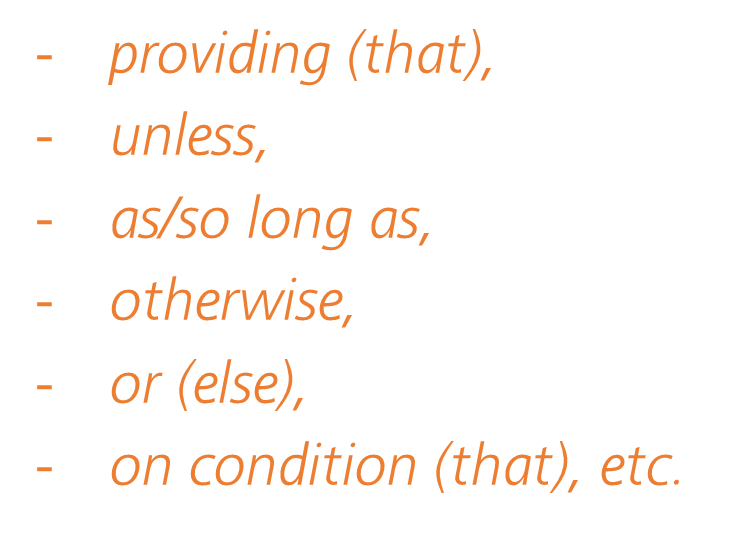 - providing (that),
- unless,
- as/so long as,
- otherwise,
- or (else),
- on condition (that), etc.